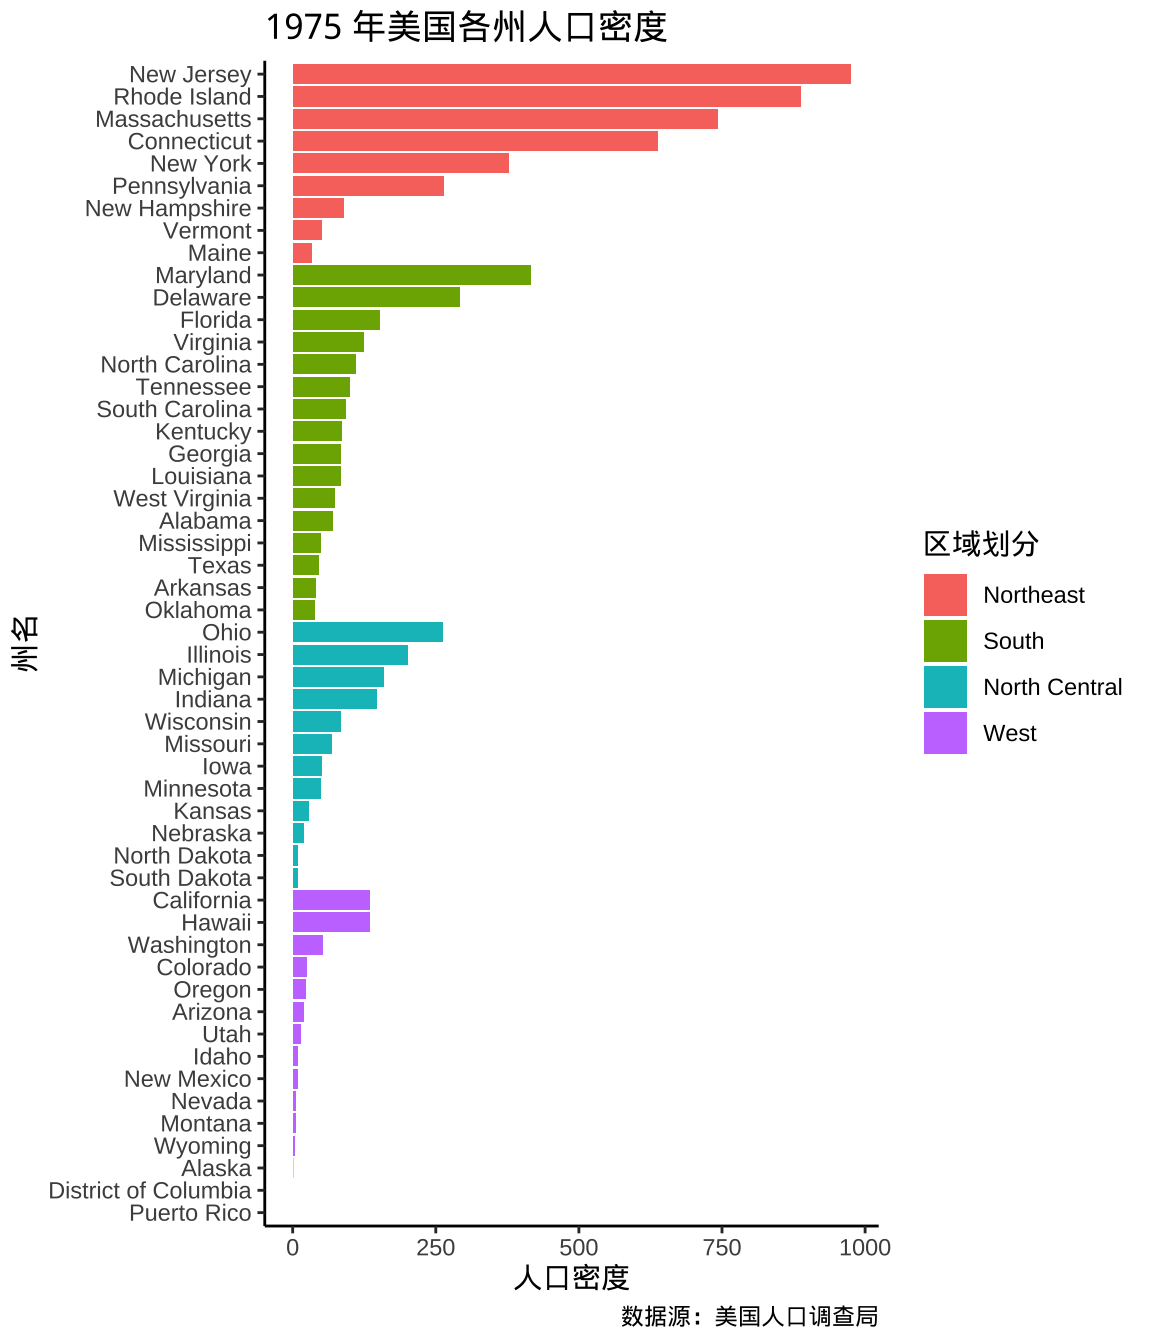 1975 年美国各州人口密度
New Jersey
Rhode Island
Massachusetts
Connecticut
New York
Pennsylvania
New Hampshire
Vermont
Maine
Maryland
Delaware
Florida
Virginia
North Carolina
Tennessee
South Carolina
Kentucky
Georgia
Louisiana
West Virginia
Alabama
Mississippi
Texas
Arkansas
Oklahoma
Ohio
Illinois
Michigan
Indiana
Wisconsin
Missouri
Iowa
Minnesota
Kansas
Nebraska
North Dakota
South Dakota
California
Hawaii
Washington
Colorado
Oregon
Arizona
Utah
Idaho
New Mexico
Nevada
Montana
Wyoming
Alaska
District of Columbia
Puerto Rico
州名
0 250 500 750 1000
人口密度
区域划分
Northeast
South
North Central
West
数据源：美国人口调查局